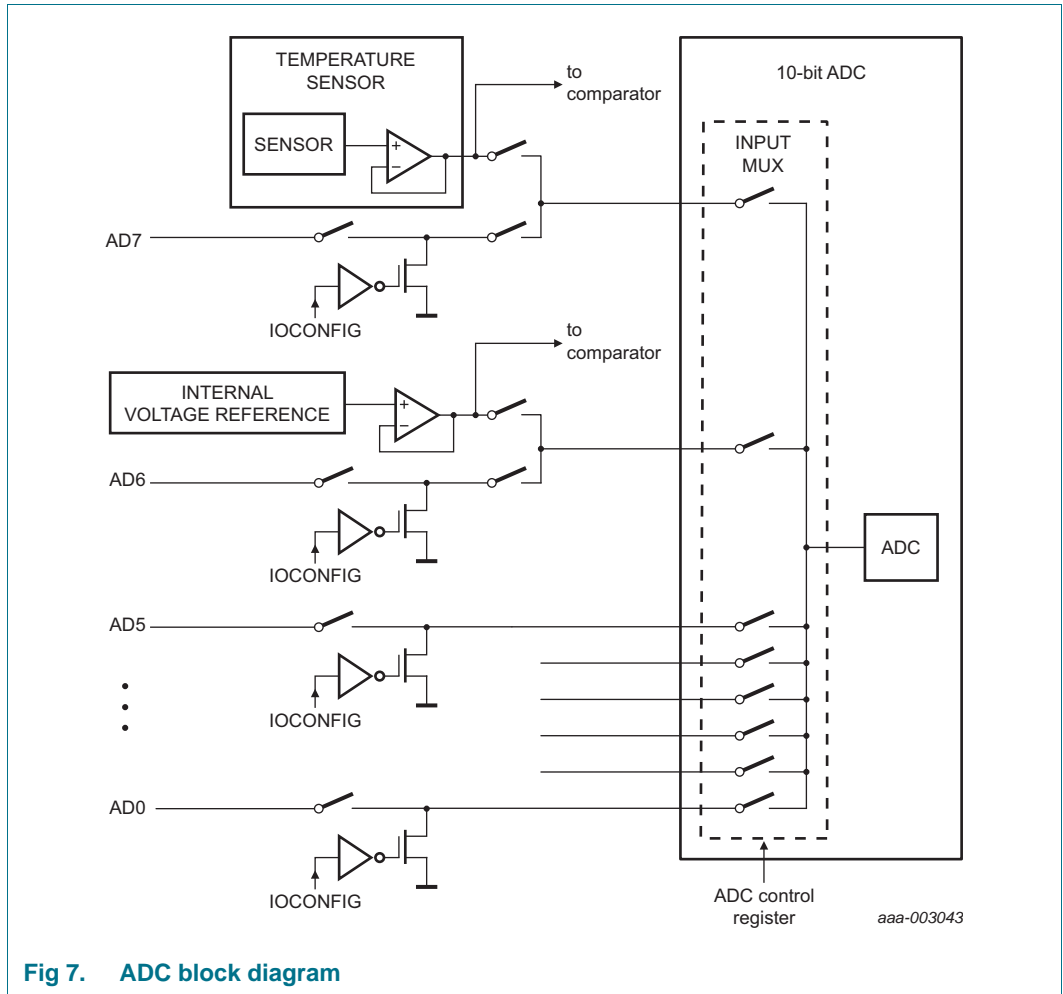 TEMPERATURE
SENSOR
to
comparator
10-bit ADC
SENSOR
+
−
INPUT
MUX
AD7
IOCONFIG
to
comparator
INTERNAL
VOLTAGE REFERENCE
+
−
AD6
IOCONFIG
ADC
AD5
IOCONFIG
AD0
IOCONFIG
ADC control
register
aaa-003043
Fig 7. ADC block diagram